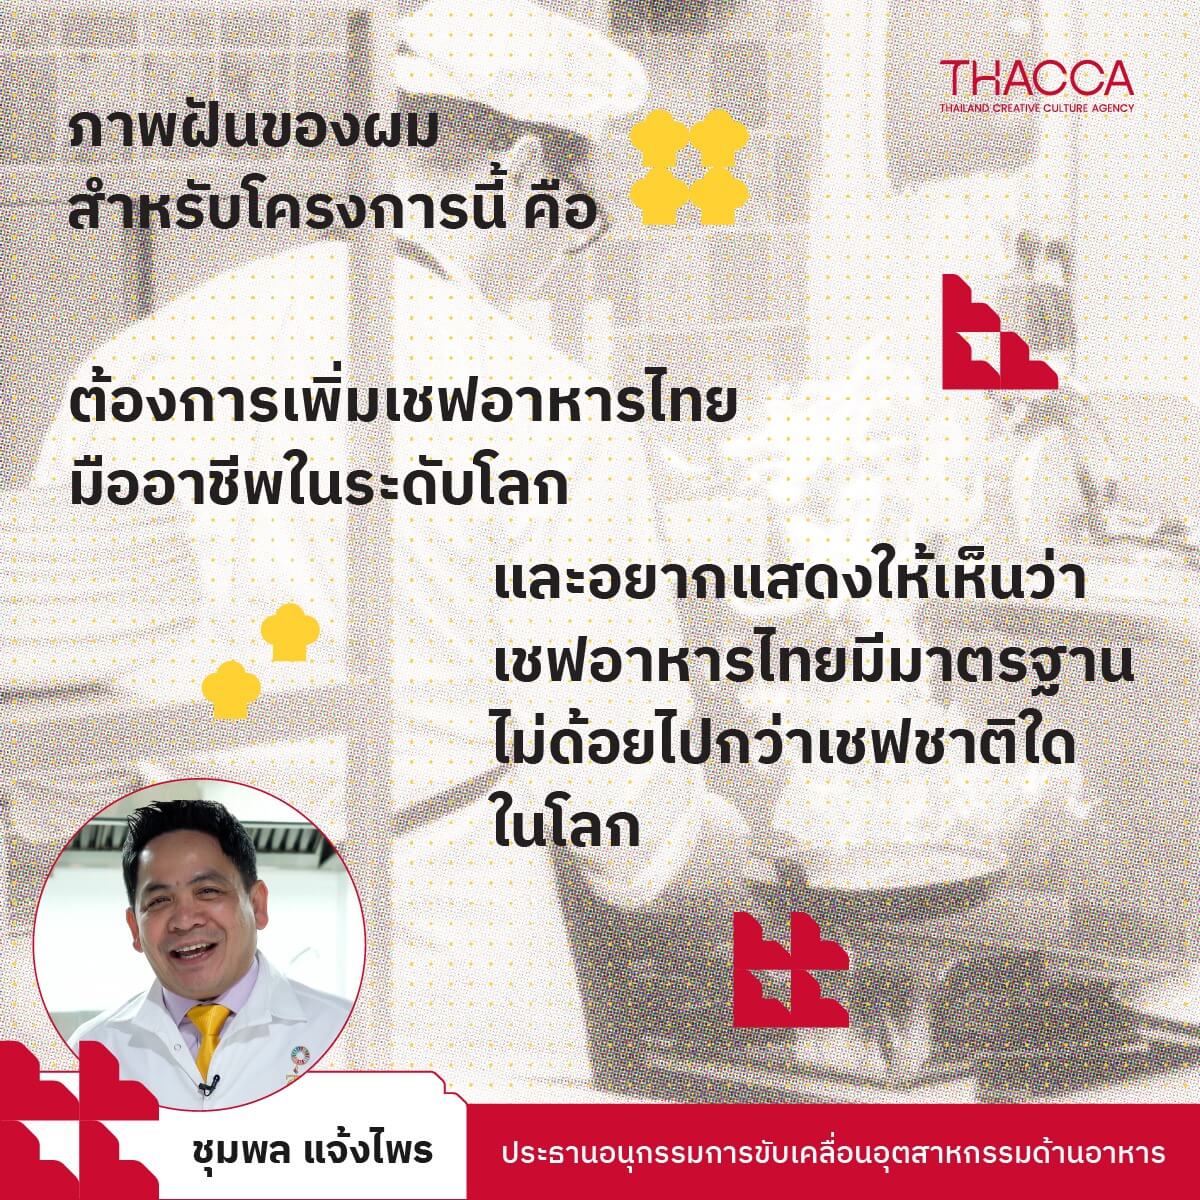 THACCA
THAILAND CREATIVE CULTURE AGENCY
ภาพฝันของผม
สำหรับโครงการนี้ คือ
ต้องการเพิ่มเชฟอาหารไทย
มืออาชีพในระดับโลก
และอยากแสดงให้เห็นว่า
เชฟอาหารไทยมีมาตรฐาน
ไม่ด้อยไปกว่าเชฟชาติใด
ในโลก
ชุมพล แจ้งไพร
ประธานอนุกรรมการขับเคลื่อนอุตสาหกรรมด้านอาหาร